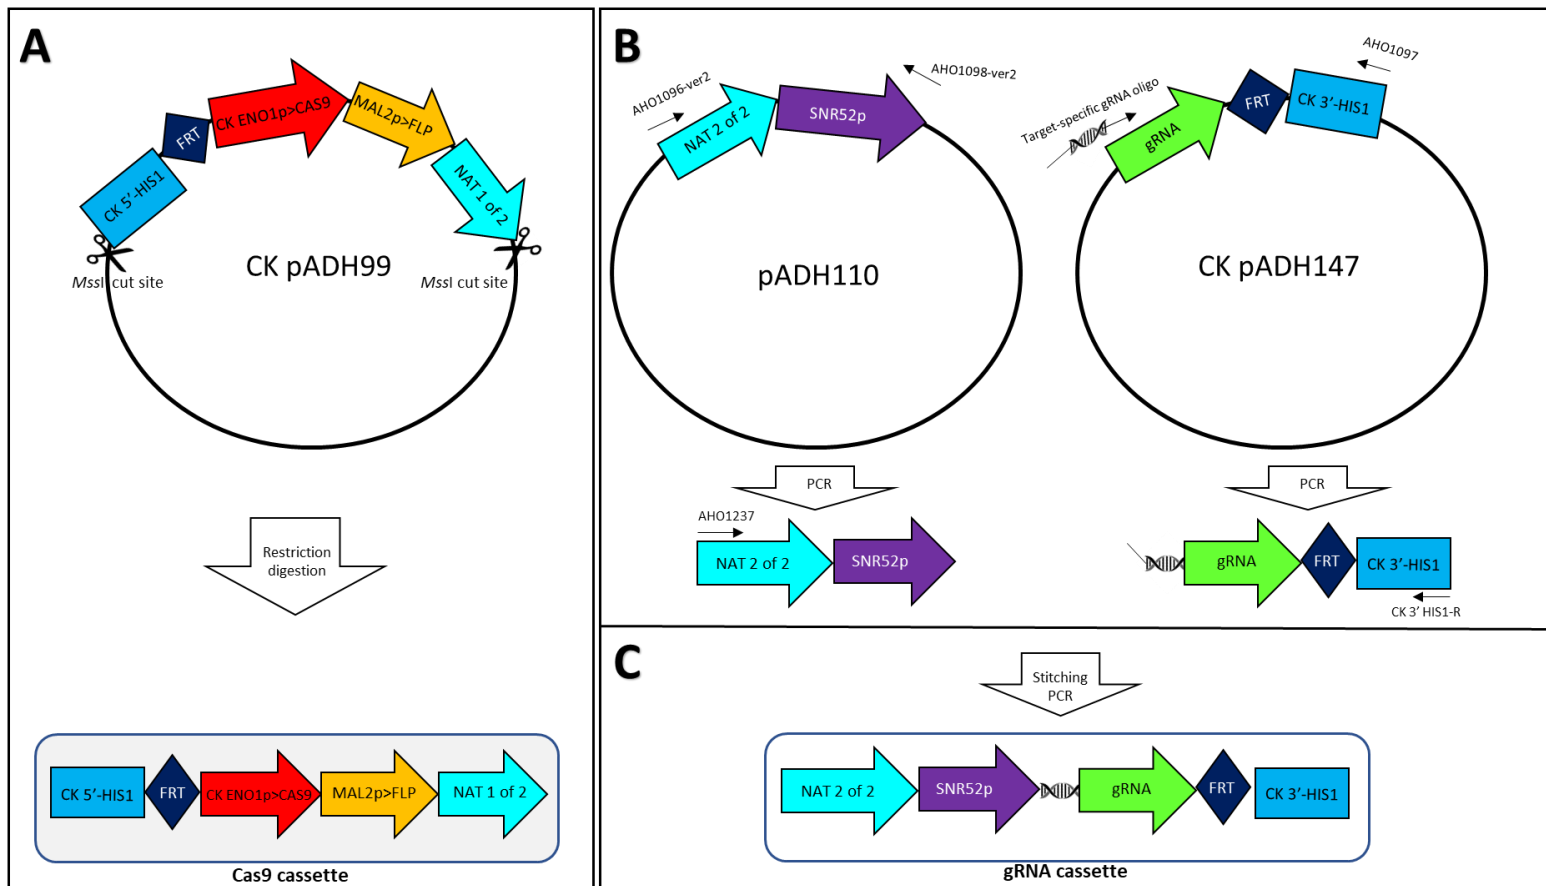 A
CK 5’-HIS1
FRT
CK ENO1p>CAS9
MAL2p>FLP
NAT 1 of 2
MssI cut site
CK pADH99
MssI cut site
Restriction
digestion
CK 5’-HIS1
FRT
CK ENO1p>CAS9
MAL2p>FLP
NAT 1 of 2
Cas9 cassette
B
AHO1096-ver2
NAT 2 of 2
SNR52p
AHO1098-ver2
pADH110
Target-specific gRNA oligo
gRNA
FRT
CK 3’-HIS1
AHO1097
CK pADH147
PCR
PCR
AHO1237
NAT 2 of 2
SNR52p
gRNA
FRT
CK 3’-HIS1
CK 3’ HIS1-R
C
Stitching
PCR
NAT 2 of 2
SNR52p
gRNA
FRT
CK 3’-HIS1
gRNA cassette